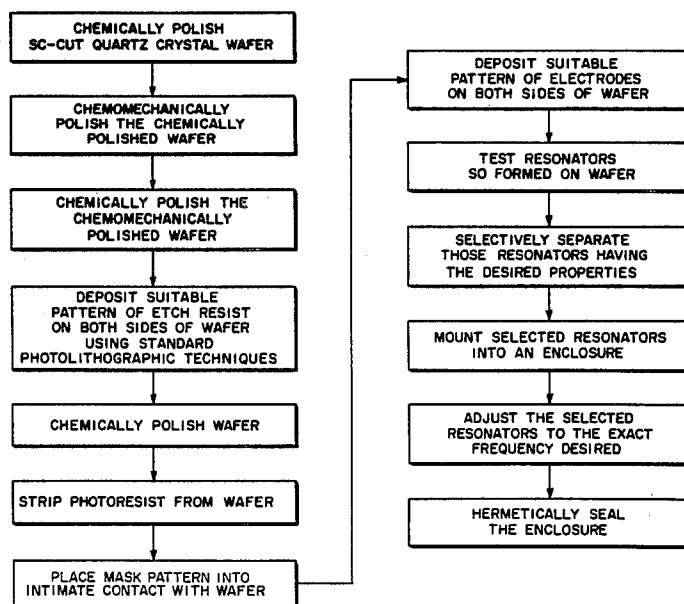 CHEMICALLY POLISH
SC-CUT QUARTZ CRYSTAL WAFER
CHEMOMECHANICALLY
POLISH THE CHEMICALLY
POLISHED WAFER
CHEMICALLY POLISH THE
CHEMOMECHANICALLY
POLISHED WAFER
DEPOSIT SUITABLE
PATTERN OF ETCH RESIST
ON BOTH SIDES OF WAFER
USING STANDARD
PHOTOLITHOGRAPHIC TECHNIQUES
CHEMICALLY POLISH WAFER
STRIP PHOTORESIST FROM WAFER
PLACE MASK PATTERN INTO
INTIMATE CONTACT WITH WAFER
DEPOSIT SUITABLE
PATTERN OF ELECTRODES
ON BOTH SIDES OF WAFER
TEST RESONATORS
SO FORMED ON WAFER
SELECTIVELY SEPARATE
THOSE RESONATORS HAVING
THE DESIRED PROPERTIES
MOUNT SELECTED RESONATORS
INTO AN ENCLOSURE
ADJUST THE SELECTED
RESONATORS TO THE EXACT
FREQUENCY DESIRED
HERMETICALLY SEAL
THE ENCLOSURE